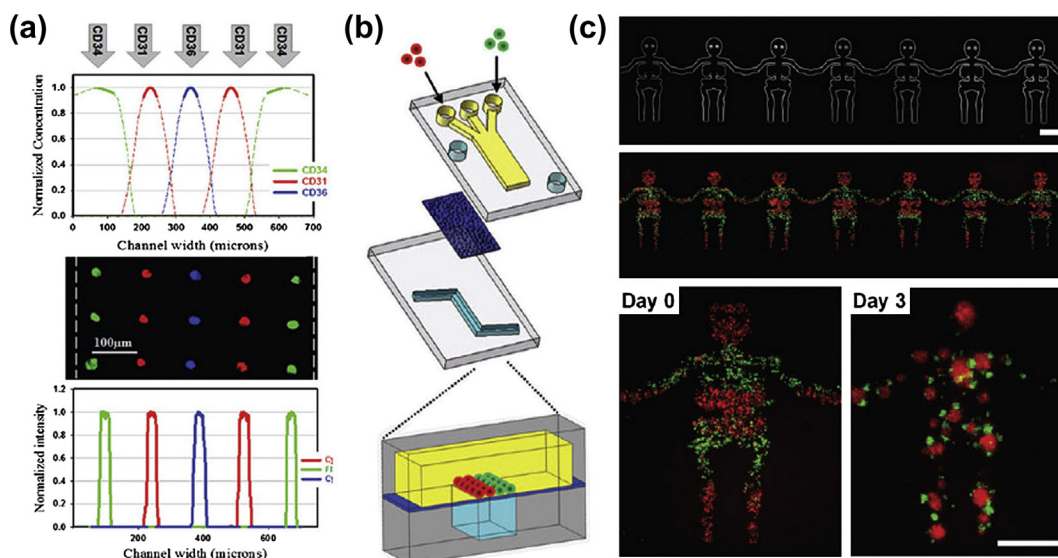 (a)
CD34
CD31
CD36
CD31
CD34
Normalized Concentration
1.0
0.8
0.6
0.4
0.2
0.0
CD34
CD31
CD36
0 100 200 300 400 500 600 700
Channel width (microns)
100µm
Normalized intensity
1.2
1.0
0.8
0.6
0.4
0.2
0.0
0 200 400 600
Channel width (microns)
(b)
(c)
Day 0
Day 3